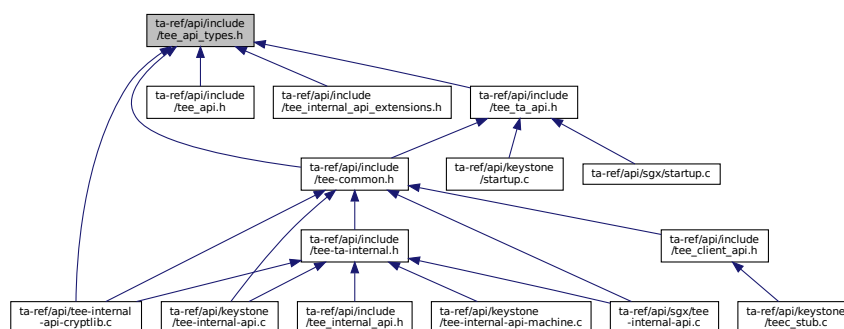 ta-ref/api/include
/tee_api_types.h
ta-ref/api/include
/tee_api.h
ta-ref/api/include
/tee_internal_api_extensions.h
ta-ref/api/include
/tee_ta_api.h
ta-ref/api/include
/tee-common.h
ta-ref/api/keystone
/startup.c
ta-ref/api/sgx/startup.c
ta-ref/api/include
/tee-ta-internal.h
ta-ref/api/include
/tee_client_api.h
ta-ref/api/tee-internal
-api-cryptlib.c
ta-ref/api/keystone
/tee-internal-api.c
ta-ref/api/include
/tee_internal_api.h
ta-ref/api/keystone
/tee-internal-api-machine.c
ta-ref/api/sgx/tee
-internal-api.c
ta-ref/api/keystone
/teec_stub.c